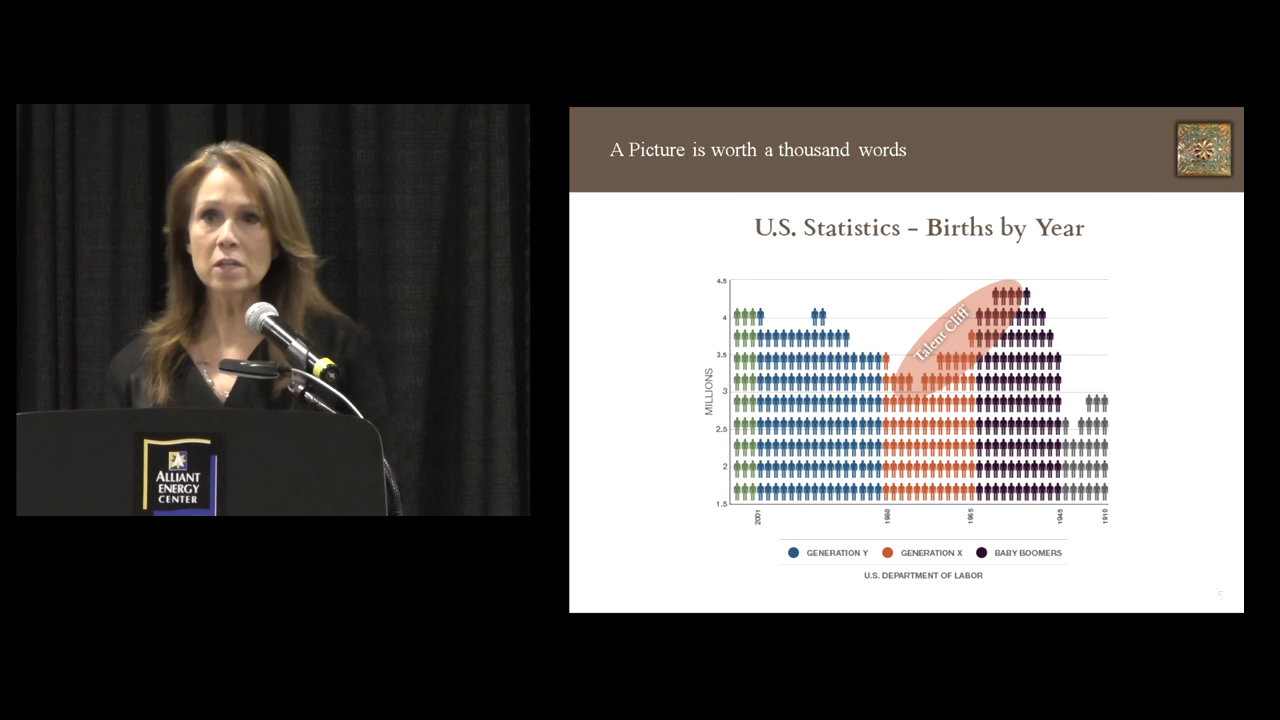 ALLIANT
ENERGY
CENTER
A Picture is worth a thousand words
U.S. Statistics - Births by Year
4.5
4
3.5
3
2.5
2
1.5
MILLIONS
Talent Cliff
2001
1980
1965
1945
1910
GENERATION Y
GENERATION X
BABY BOOMERS
U.S. DEPARTMENT OF LABOR
5